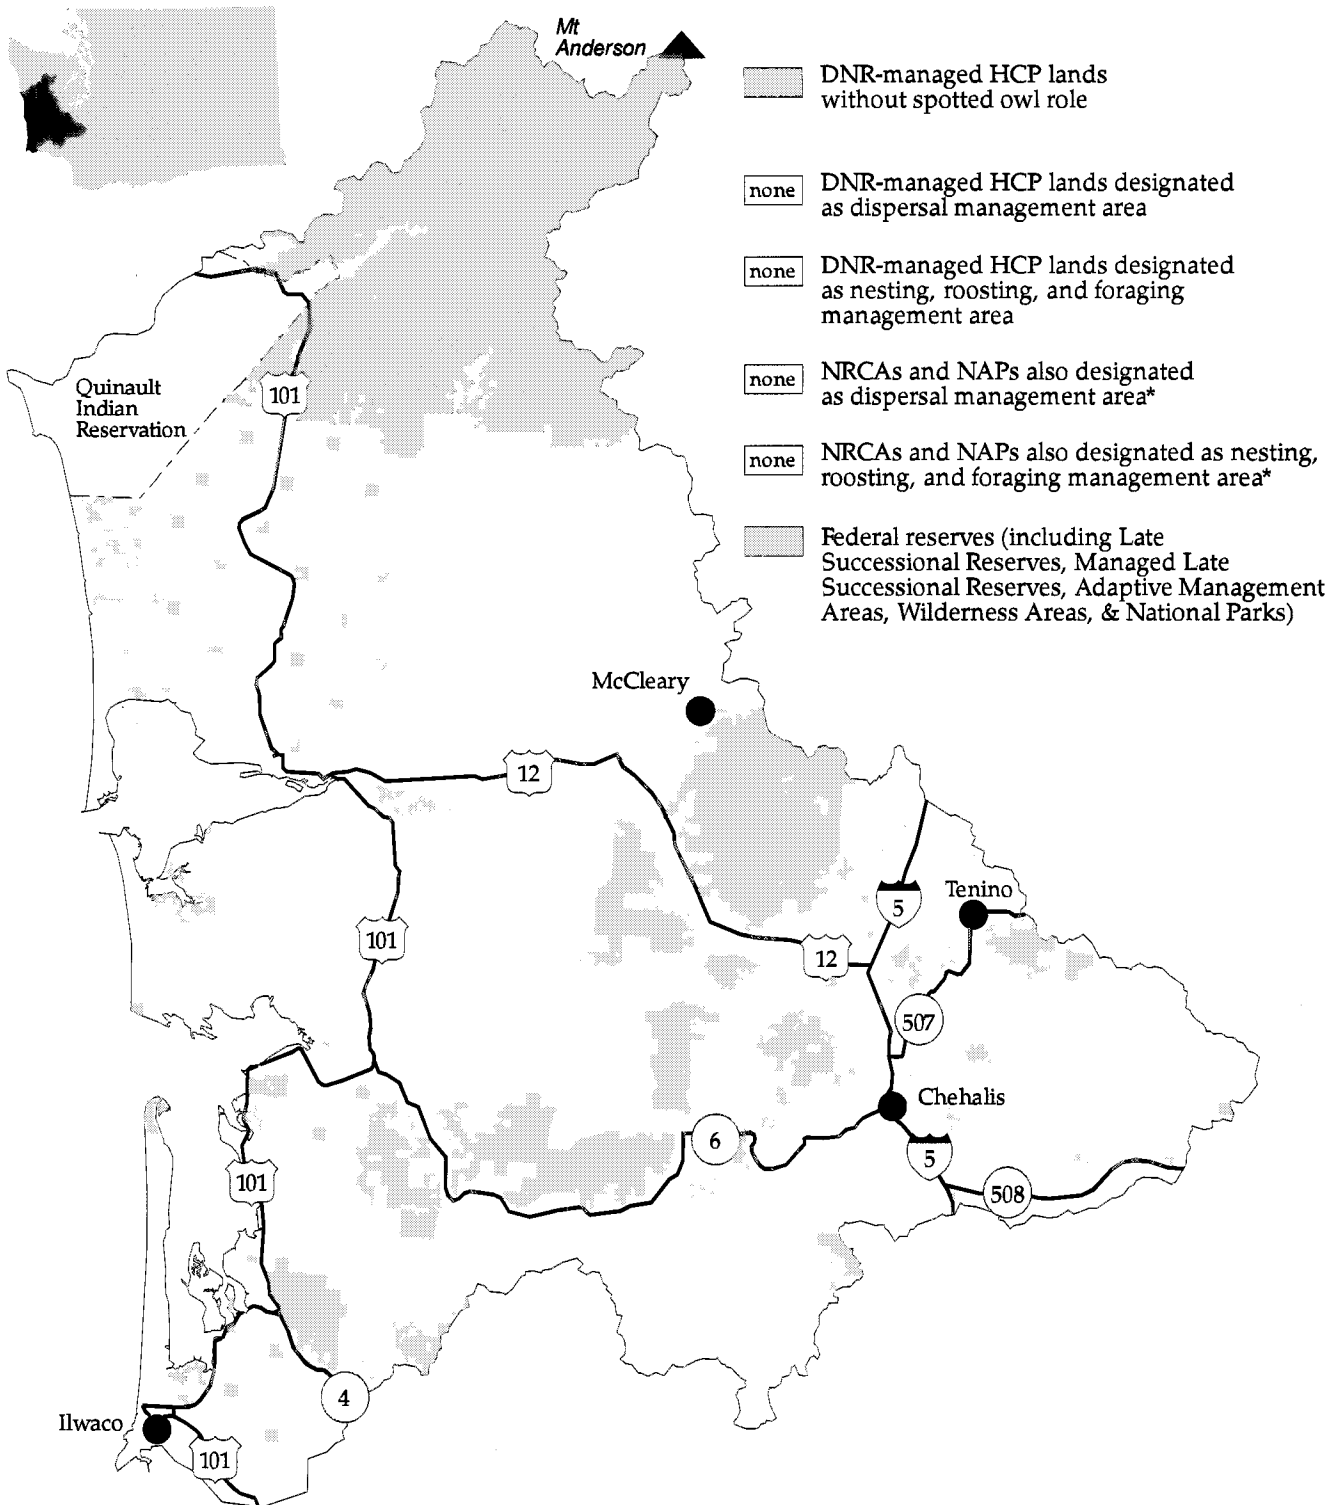 Mt
Anderson
DNR-managed HCP lands
without spotted owl role
none
DNR-managed HCP lands designated
as dispersal management area
none
DNR-managed HCP lands designated
as nesting, roosting, and foraging
management area
none
NRCAs and NAPs also designated
as dispersal management area*
none
NRCAs and NAPs also designated as nesting,
roosting, and foraging management area*
Federal reserves (including Late
Successional Reserves, Managed Late
Successional Reserves, Adaptive Management
Areas, Wilderness Areas, & National Parks)
Quinault
Indian
Reservation
101
McCleary
12
Tenino
5
101
12
507
Chehalis
6
5
101
508
4
Ilwaco
101